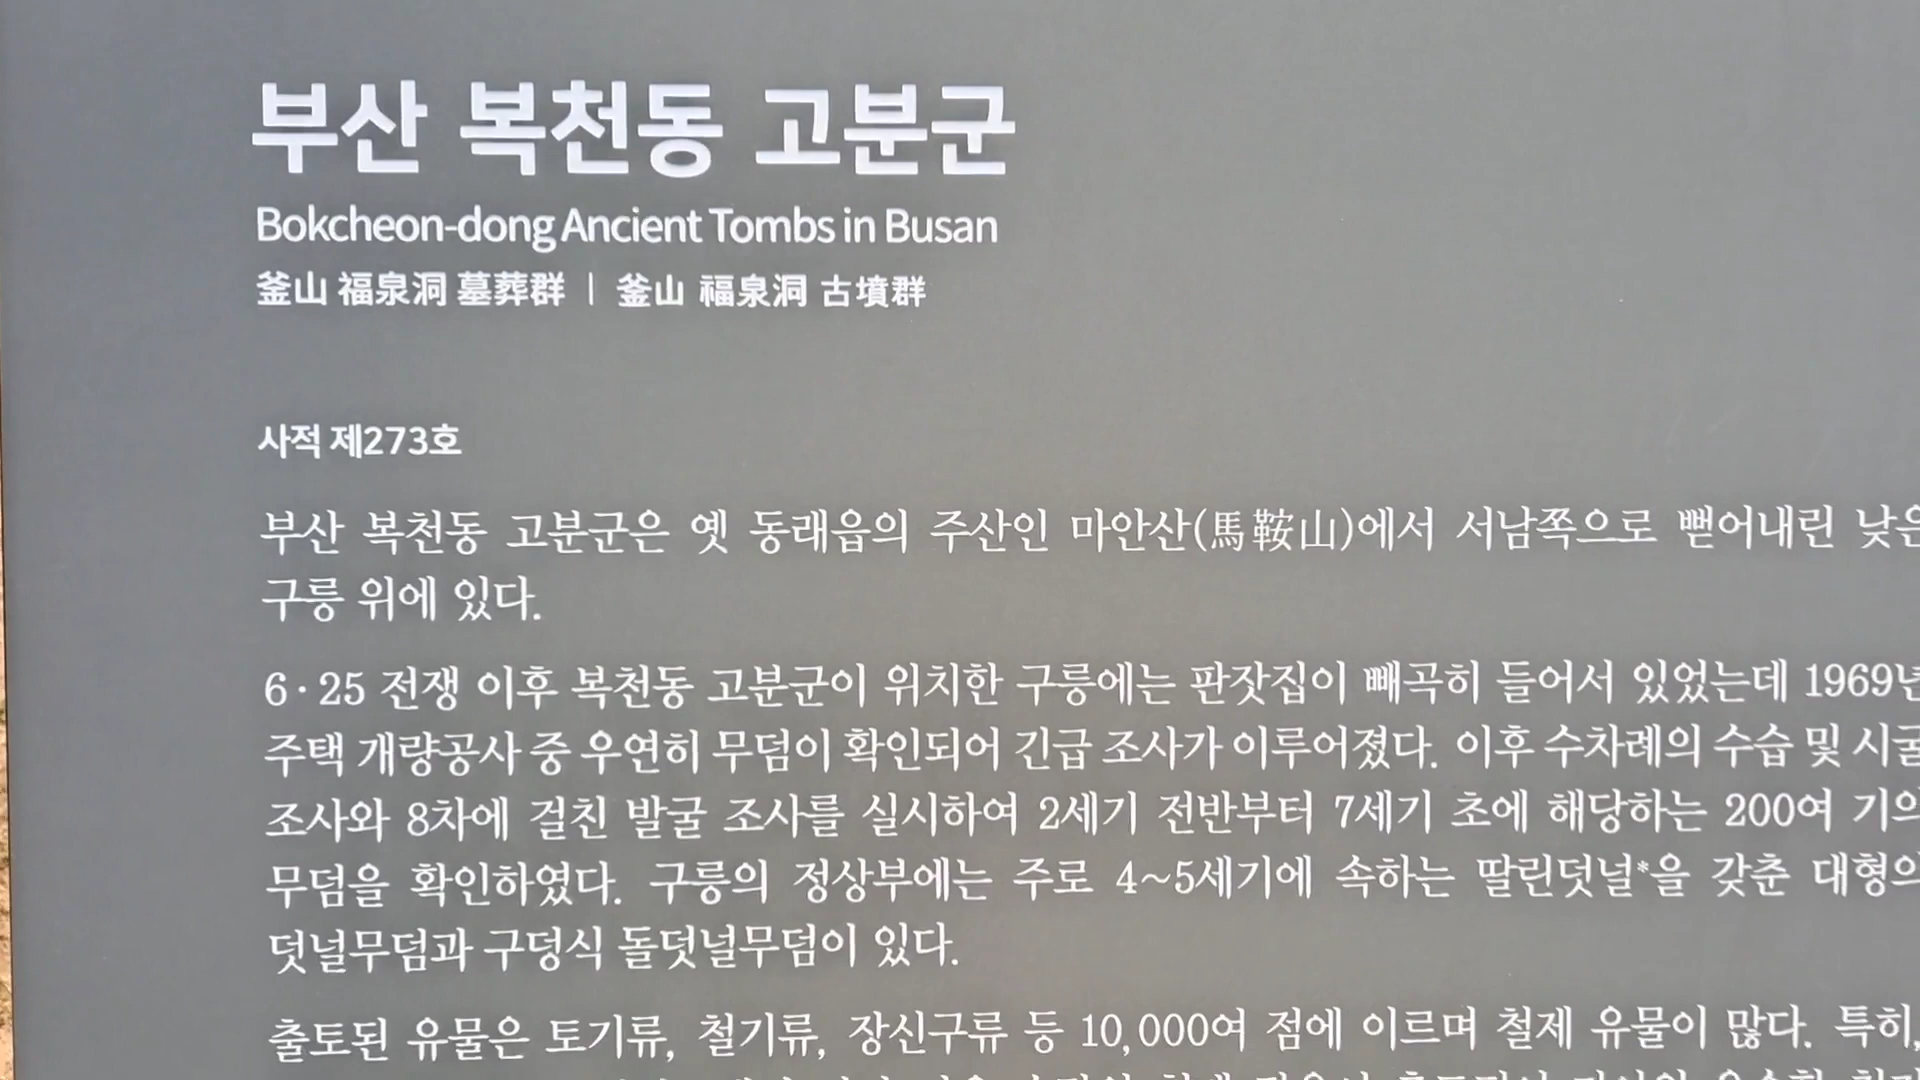 부산 복천동 고분군
Bokcheon-dong Ancient Tombs in Busan
釜山 福泉洞 墓葬群 | 釜山 福泉洞 古墳群
사적 제273호
부산 복천동 고분군은 옛 동래읍의 주산인 마안산(馬鞍山)에서 서남쪽으로 뻗어내린 낮은
구릉 위에 있다.
6·25 전쟁 이후 복천동 고분군이 위치한 구릉에는 판잣집이 빼곡히 들어서 있었는데 1969년
주택 개량공사 중 우연히 무덤이 확인되어 긴급 조사가 이루어졌다. 이후 수차례의 수습 및 시굴
조사와 8차에 걸친 발굴 조사를 실시하여 2세기 전반부터 7세기 초에 해당하는 200여 기의
무덤을 확인하였다. 구릉의 정상부에는 주로 4~5세기에 속하는 딸린덧널*을 갖춘 대형의
덧널무덤과 구덩식 돌덧널무덤이 있다.
출토된 유물은 토기류, 철기류, 장신구류 등 10,000여 점에 이르며 철제 유물이 많다. 특히,